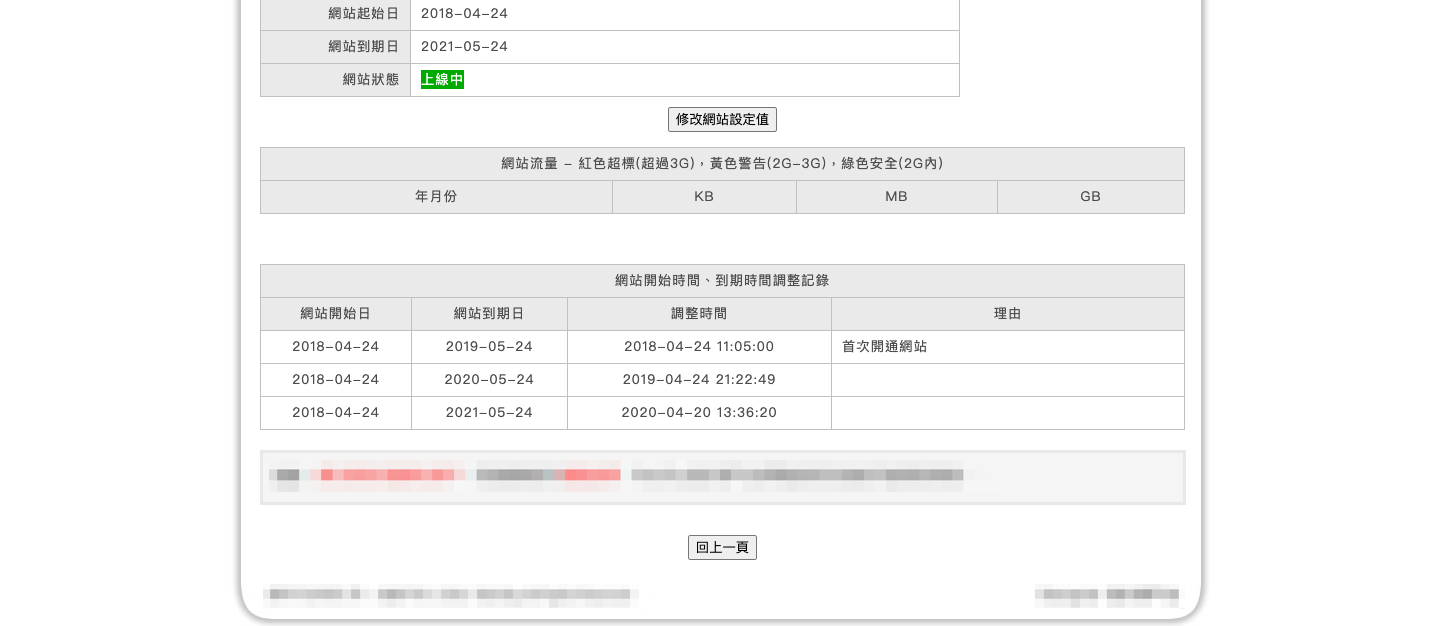 網站起始日 2018-04-24
網站到期日 2021-05-24
網站狀態 上線中
修改網站設定值
網站流量 - 紅色超標(超過3G)，黃色警告(2G-3G)，綠色安全(2G內)
年月份 KB MB GB
網站開始時間、到期時間調整記錄
網站開始日 網站到期日 調整時間 理由
2018-04-24 2019-05-24 2018-04-24 11:05:00 首次開通網站
2018-04-24 2020-05-24 2019-04-24 21:22:49
2018-04-24 2021-05-24 2020-04-20 13:36:20
回上一頁